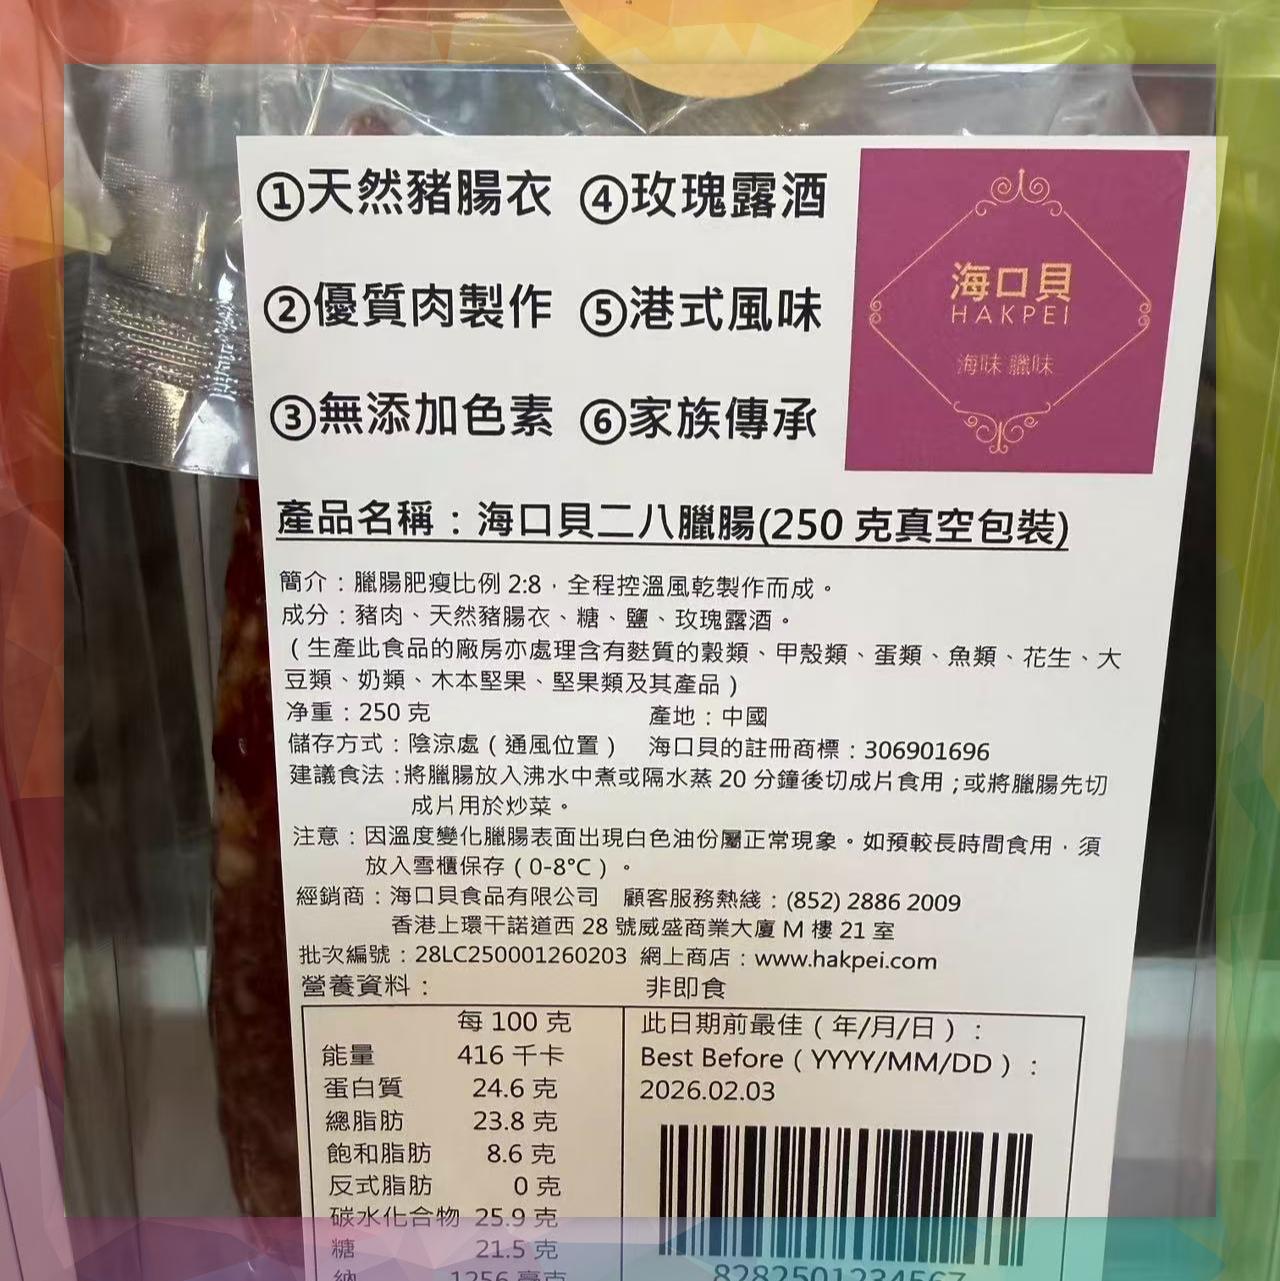 ①天然豬腸衣 ④玫瑰露酒
②優質肉製作 ⑤港式風味
③無添加色素 ⑥家族傳承
海口貝
HAKPEI
海味 臘味
產品名稱：海口貝二八臘腸(250 克真空包裝)
簡介：臘腸肥瘦比例 2:8，全程控溫風乾製作而成。
成分：豬肉、天然豬腸衣、糖、鹽、玫瑰露酒。
（生產此食品的廠房亦處理含有麩質的穀類、甲殼類、蛋類、魚類、花生、大
豆類、奶類、木本堅果、堅果類及其產品）
净重：250 克 產地：中國
儲存方式：陰涼處（通風位置） 海口貝的註冊商標：306901696
建議食法：將臘腸放入沸水中煮或隔水蒸 20 分鐘後切成片食用；或將臘腸先切
成片用於炒菜。
注意：因溫度變化臘腸表面出現白色油份屬正常現象。如預較長時間食用，須
放入雪櫃保存（0-8°C）。
經銷商：海口貝食品有限公司 顧客服務熱綫：(852) 2886 2009
香港上環干諾道西 28 號威盛商業大廈 M 樓 21 室
批次編號：28LC250001260203 網上商店：www.hakpei.com
營養資料： 非即食
每 100 克
能量 416 千卡
蛋白質 24.6 克
總脂肪 23.8 克
飽和脂肪 8.6 克
反式脂肪 0 克
碳水化合物 25.9 克
糖 21.5 克
鈉 1256 毫克
此日期前最佳（年/月/日）：
Best Before（YYYY/MM/DD）：
2026.02.03
8282501234567